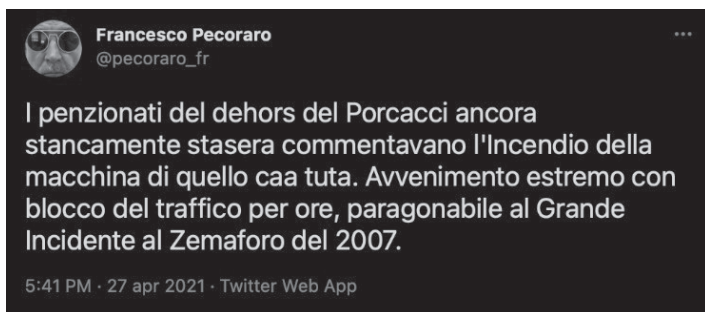 Francesco Pecoraro
@pecoraro_fr
I penzionati del dehors del Porcacci ancora
stancamente stasera commentavano l'Incendio della
macchina di quello caa tuta. Avvenimento estremo con
blocco del traffico per ore, paragonabile al Grande
Incidente al Zemaforo del 2007.
5:41 PM · 27 apr 2021 · Twitter Web App